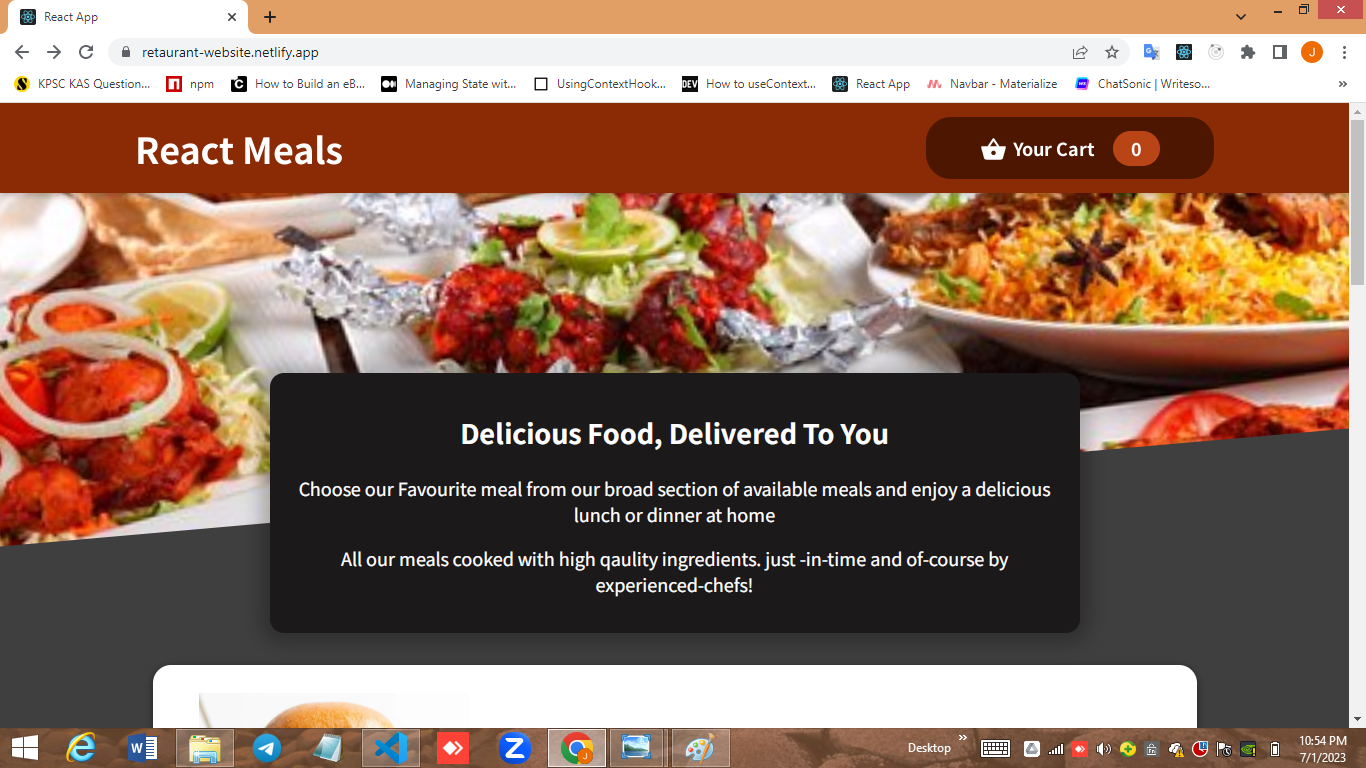 React App
retaurant-website.netlify.app
J
KPSC KAS Question...
npm
How to Build an eB...
Managing State wit...
UsingContextHook...
DEV
How to useContext...
React App
Navbar - Materialize
ChatSonic | Writeso...
»
React Meals
Your Cart
0
Delicious Food, Delivered To You
Choose our Favourite meal from our broad section of available meals and enjoy a delicious
lunch or dinner at home
All our meals cooked with high qaulity ingredients. just -in-time and of-course by
experienced-chefs!
Desktop
»
10:54 PM
7/1/2023